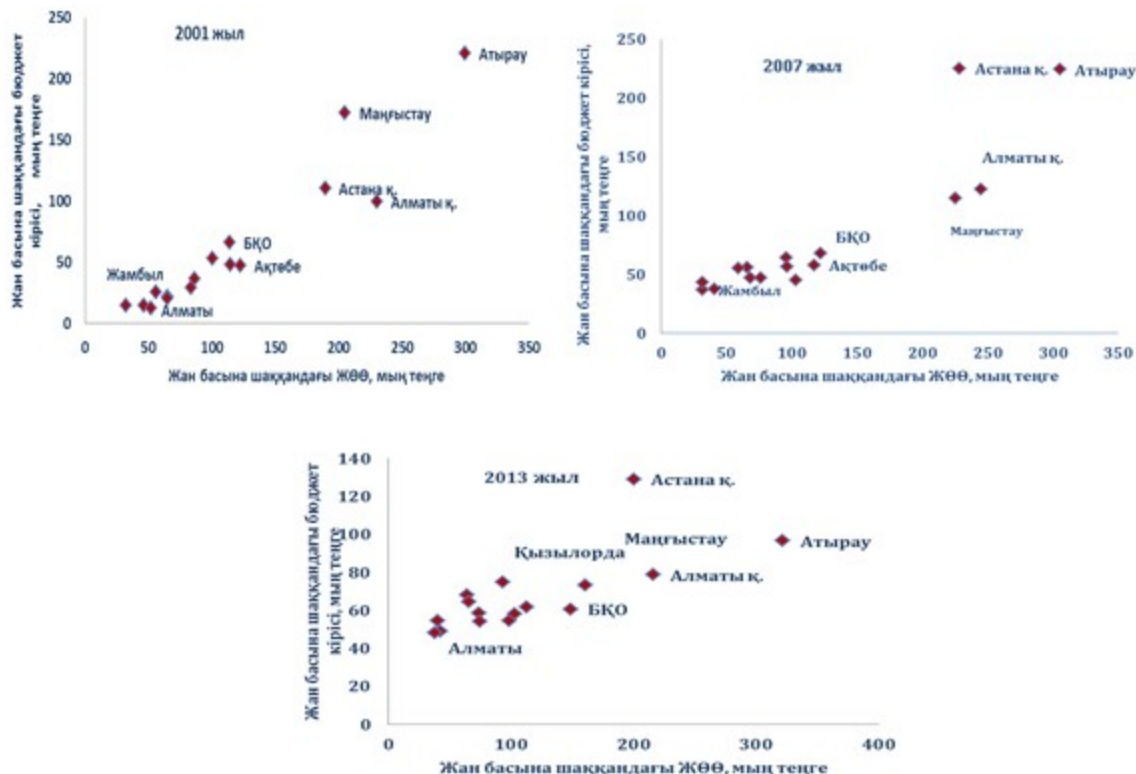 Жан басына шаққандағы бюджет
кірісі, мың теңге
250
200
150
100
50
0
2001 жыл
Атырау
Маңғыстау
Астана қ.
Алматы қ.
БҚО
Ақтөбе
Жамбыл
Алматы
0 50 100 150 200 250 300 350
Жан басына шаққандағы ЖӨӨ, мың теңге
Жан басына шаққандағы бюджет кірісі,
мың теңге
250
200
150
100
50
0
2007 жыл
Астана қ.
Атырау
Алматы қ.
Маңғыстау
БҚО
Ақтөбе
Жамбыл
0 50 100 150 200 250 300 350
Жан басына шаққандағы ЖӨӨ, мың теңге
Жан басына шаққандағы бюджет
кірісі, мың теңге
140
120
100
80
60
40
20
0
2013 жыл
Астана қ.
Маңғыстау
Атырау
Қызылорда
Алматы қ.
БҚО
Алматы
0 100 200 300 400
Жан басына шаққандағы ЖӨӨ, мың теңге